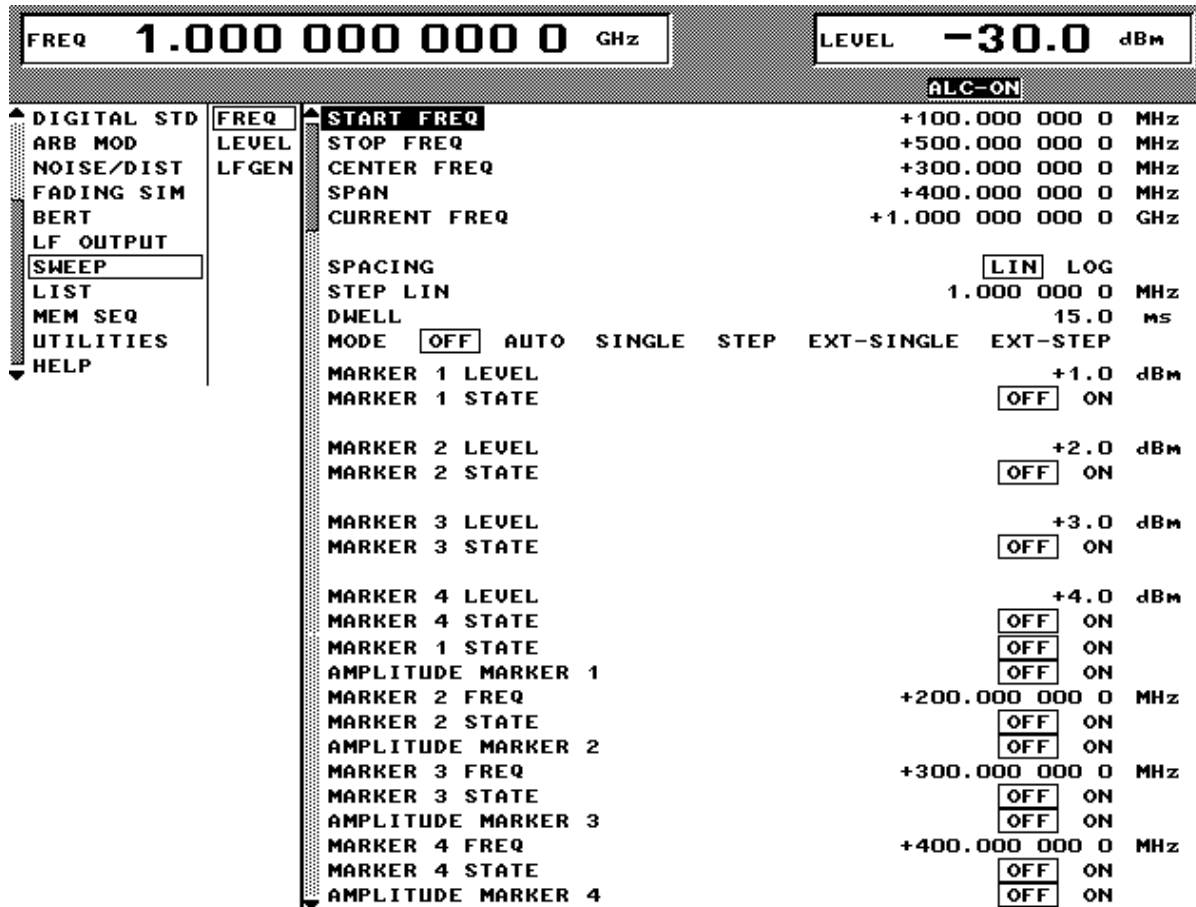 FREQ 1.000 000 000 0 GHz LEVEL -30.0 dBm
ALC-ON
DIGITAL STD
ARB MOD
NOISE/DIST
FADING SIM
BERT
LF OUTPUT
SWEEP
LIST
MEM SEQ
UTILITIES
HELP
FREQ
LEVEL
LFGEN
START FREQ +100.000 000 0 MHz
STOP FREQ +500.000 000 0 MHz
CENTER FREQ +300.000 000 0 MHz
SPAN +400.000 000 0 MHz
CURRENT FREQ +1.000 000 000 0 GHz
SPACING LIN LOG
STEP LIN 1.000 000 0 MHz
DWELL 15.0 ms
MODE OFF AUTO SINGLE STEP EXT-SINGLE EXT-STEP
MARKER 1 LEVEL +1.0 dBm
MARKER 1 STATE OFF ON
MARKER 2 LEVEL +2.0 dBm
MARKER 2 STATE OFF ON
MARKER 3 LEVEL +3.0 dBm
MARKER 3 STATE OFF ON
MARKER 4 LEVEL +4.0 dBm
MARKER 4 STATE OFF ON
MARKER 1 STATE OFF ON
AMPLITUDE MARKER 1 OFF ON
MARKER 2 FREQ +200.000 000 0 MHz
MARKER 2 STATE OFF ON
AMPLITUDE MARKER 2 OFF ON
MARKER 3 FREQ +300.000 000 0 MHz
MARKER 3 STATE OFF ON
AMPLITUDE MARKER 3 OFF ON
MARKER 4 FREQ +400.000 000 0 MHz
MARKER 4 STATE OFF ON
AMPLITUDE MARKER 4 OFF ON